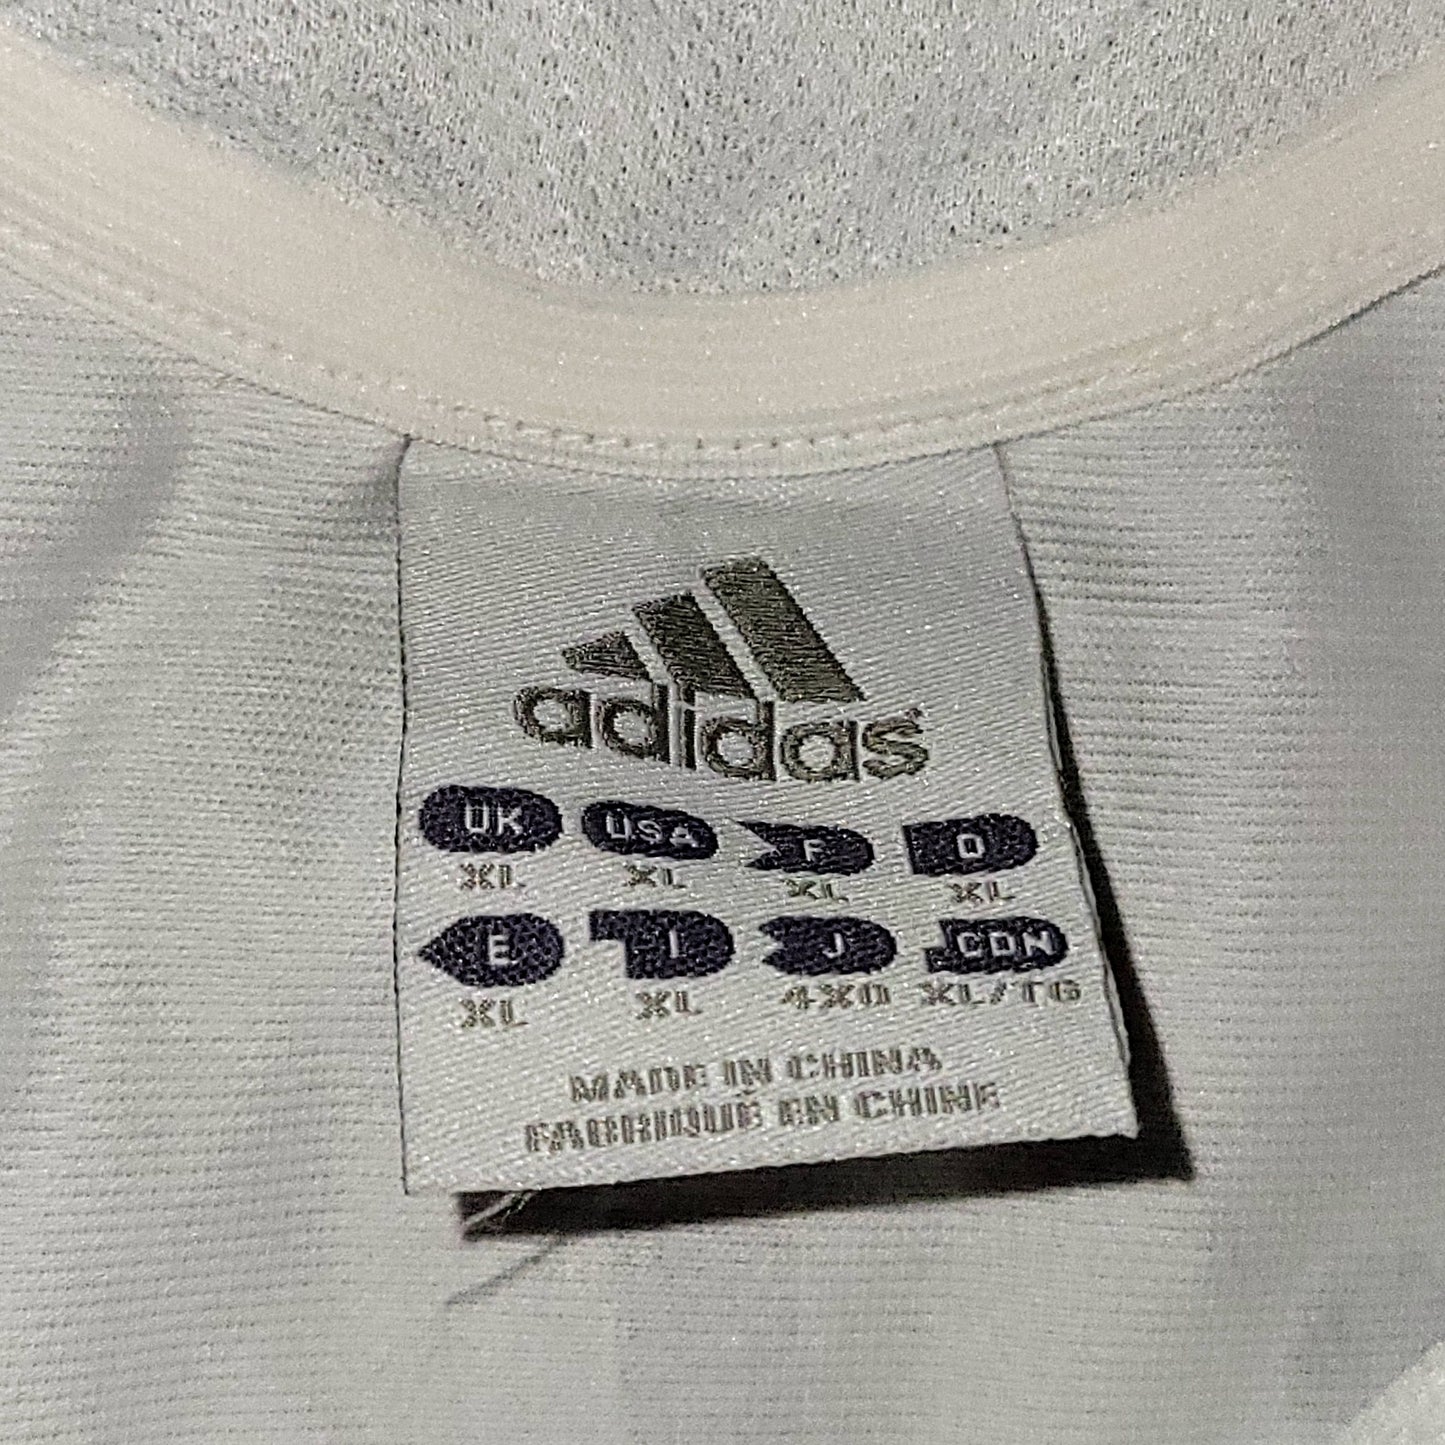 adidas
UK USA F D
XL XL XL XL
E I J CDN
XL XL 4XO XL/TG
MADE IN CHINA
FABRIQUÉ EN CHINE